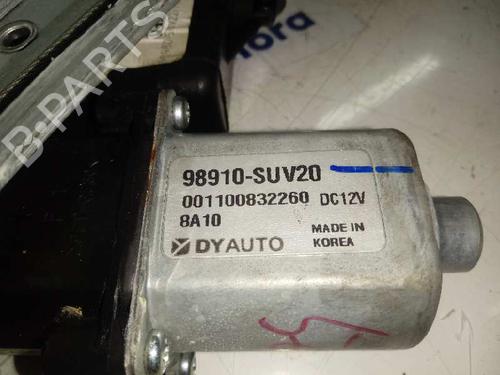 98910-SUV20
001100832260 DC12V
8A10
DYAUTO
MADE IN
KOREA
B-PARTS